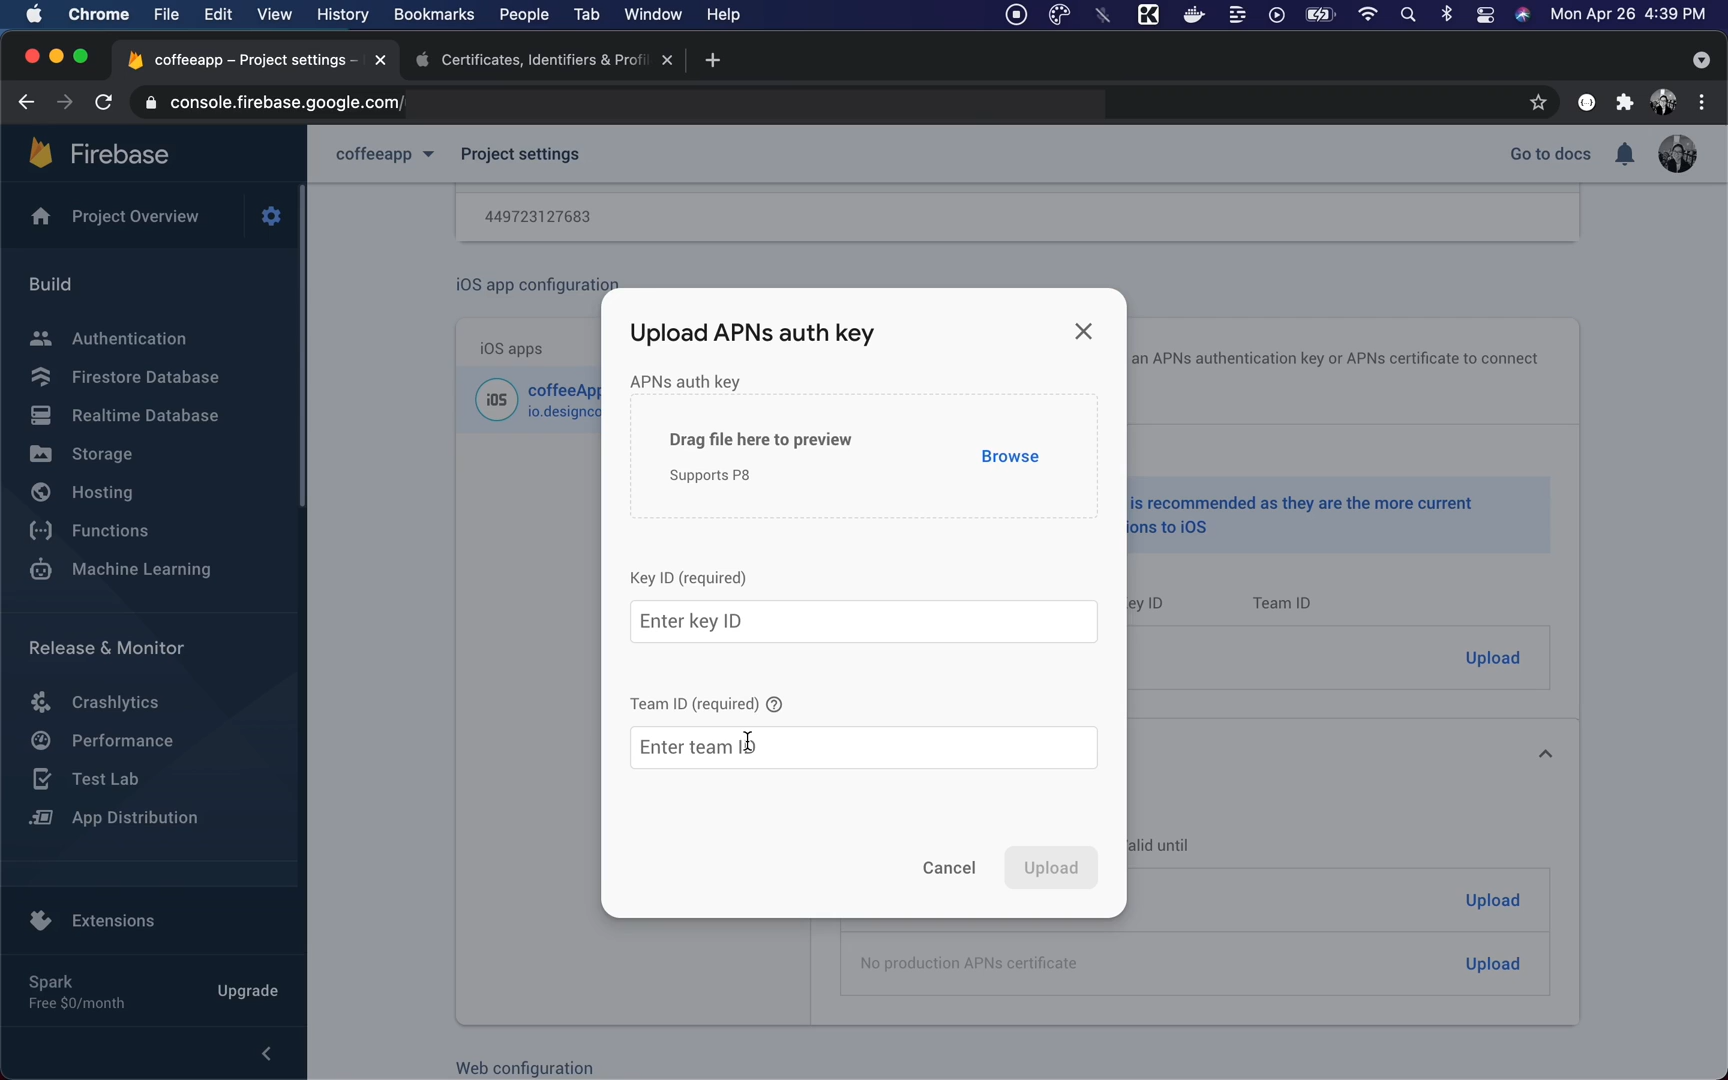 Chrome File Edit View History Bookmarks People Tab Window Help Mon Apr 26 4:39 PM
coffeeapp – Project settings – Certificates, Identifiers & Profil
console.firebase.google.com/
Firebase
coffeeapp Project settings Go to docs
Project Overview
449723127683
Build
Authentication
Firestore Database
Realtime Database
Storage
Hosting
Functions
Machine Learning
Release & Monitor
Crashlytics
Performance
Test Lab
App Distribution
Extensions
Spark
Free $0/month
Upgrade
iOS app configuration
iOS apps
iOS
coffeeApp
io.designco
an APNs authentication key or APNs certificate to connect
is recommended as they are the more current
ions to iOS
ey ID Team ID
Upload
alid until
Upload
No production APNs certificate Upload
Web configuration
Upload APNs auth key
APNs auth key
Drag file here to preview
Supports P8
Browse
Key ID (required)
Enter key ID
Team ID (required)
Enter team ID
Cancel Upload